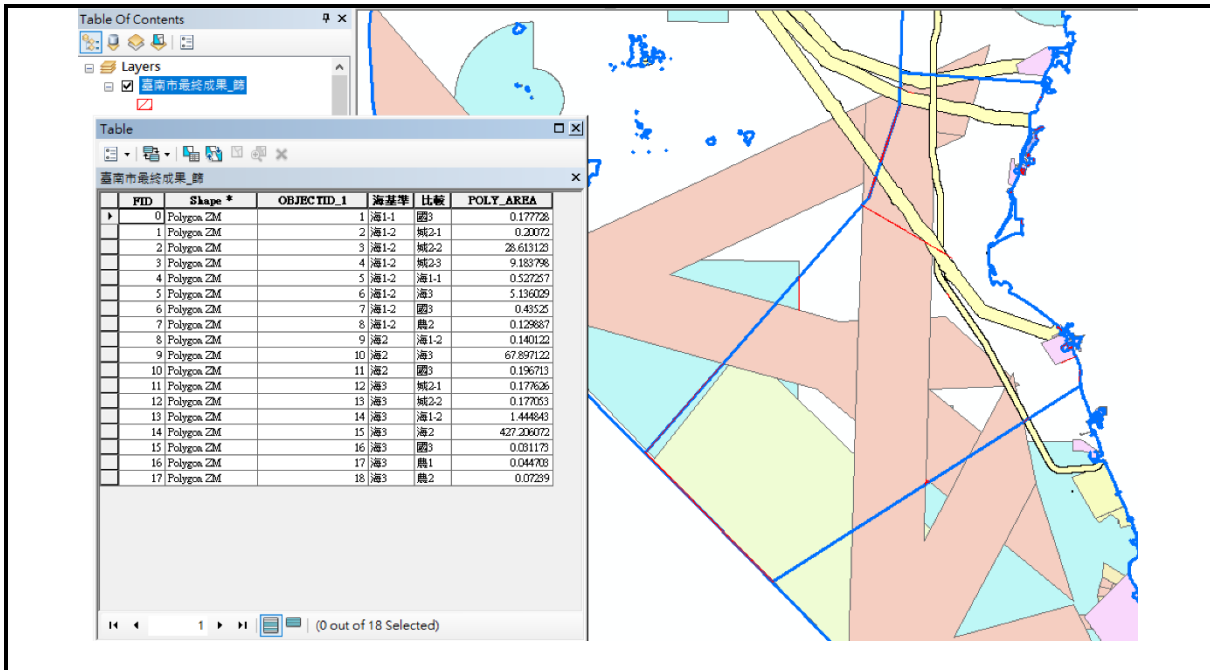 Table Of Contents
Layers
臺南市最終成果_篩
Table
臺南市最終成果_篩
FID Shape * OBJECTID_1 海基準 比較 POLY_AREA
0 Polygon ZM 1 海1-1 國3 0.177728
1 Polygon ZM 2 海1-2 城2-1 0.20072
2 Polygon ZM 3 海1-2 城2-2 28.613123
3 Polygon ZM 4 海1-2 城2-3 9.183798
4 Polygon ZM 5 海1-2 海1-1 0.527257
5 Polygon ZM 6 海1-2 海3 5.136029
6 Polygon ZM 7 海1-2 國3 0.43525
7 Polygon ZM 8 海1-2 農2 0.129887
8 Polygon ZM 9 海2 海1-2 0.140122
9 Polygon ZM 10 海2 海3 67.897122
10 Polygon ZM 11 海2 國3 0.196713
11 Polygon ZM 12 海3 城2-1 0.177626
12 Polygon ZM 13 海3 城2-2 0.177053
13 Polygon ZM 14 海3 海1-2 1.444843
14 Polygon ZM 15 海3 海2 427.206072
15 Polygon ZM 16 海3 國3 0.031173
16 Polygon ZM 17 海3 農1 0.044703
17 Polygon ZM 18 海3 農2 0.07239
1
(0 out of 18 Selected)